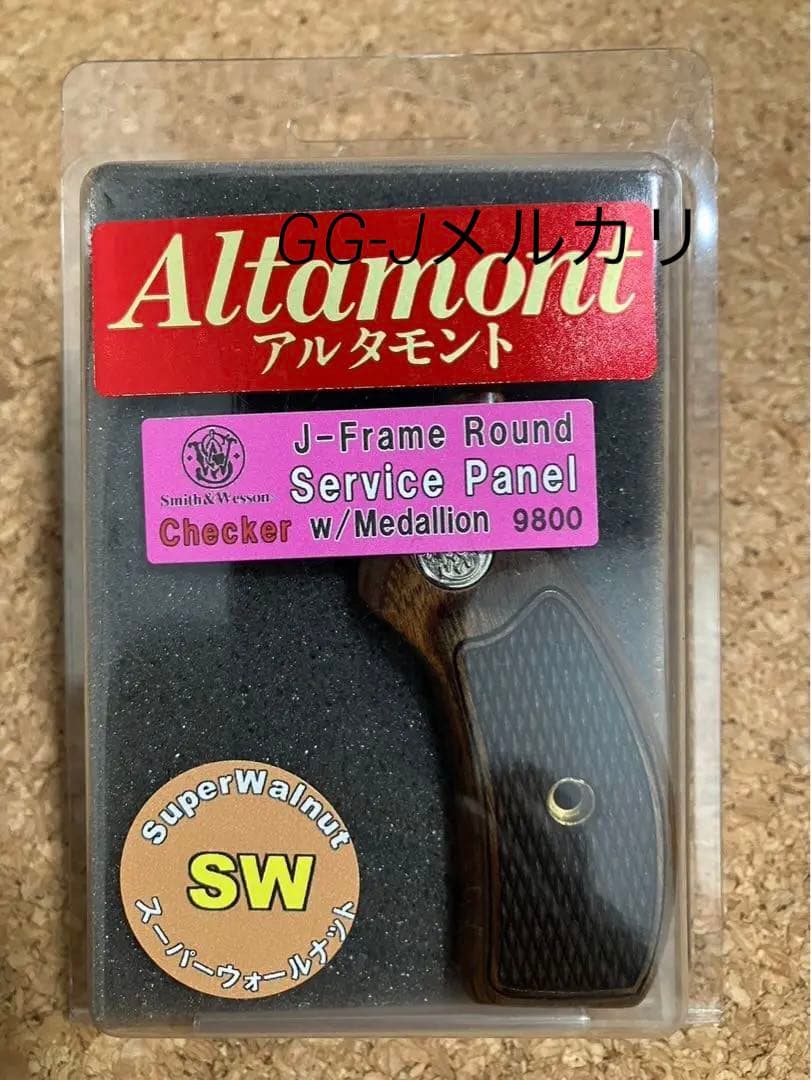 GG-Jメルカリ
Altamont
アルタモント
J-Frame Round
Service Panel
Smith & Wesson
Checker w/Medallion 9800
SuperWalnut
SW
スーパーウォールナット